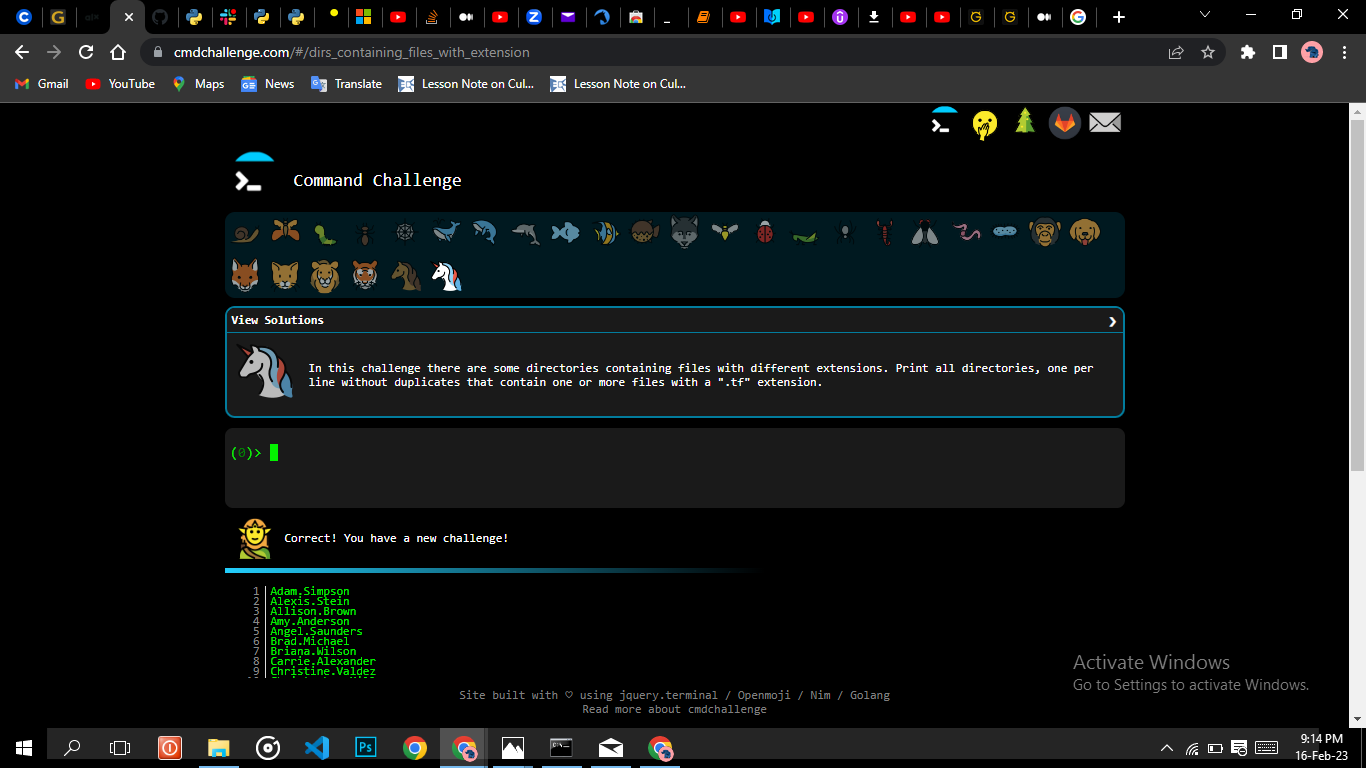 cmdchallenge.com/#/dirs_containing_files_with_extension
Gmail YouTube Maps News Translate Lesson Note on Cul... Lesson Note on Cul...
Command Challenge
View Solutions
In this challenge there are some directories containing files with different extensions. Print all directories, one per
line without duplicates that contain one or more files with a ".tf" extension.
(0)>
Correct! You have a new challenge!
1 Adam.Simpson
2 Alexis.Stein
3 Allison.Brown
4 Amy.Anderson
5 Angel.Saunders
6 Brad.Michael
7 Briana.Wilson
8 Carrie.Alexander
9 Christine.Valdez
Activate Windows
Go to Settings to activate Windows.
Site built with ♡ using jquery.terminal / Openmoji / Nim / Golang
Read more about cmdchallenge
Ps
9:14 PM
16-Feb-23